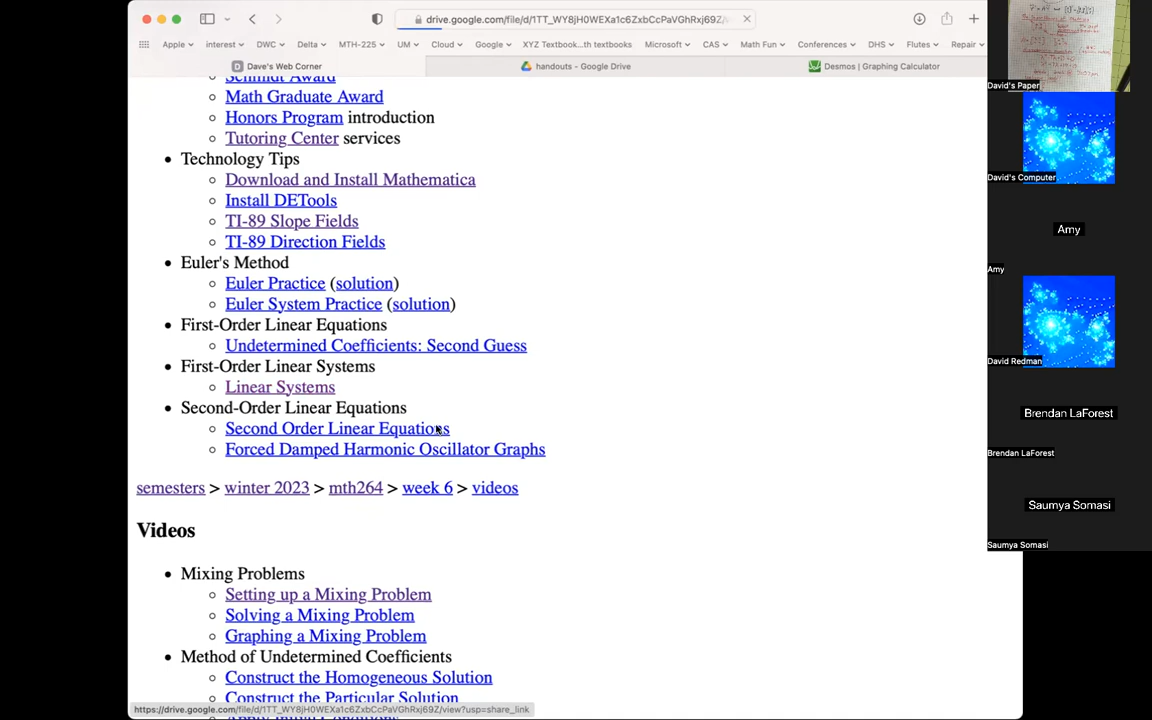 drive.google.com/file/d/1TT_WY8jH0WEXa1c6ZxbCcPaVGhRxj69Z/
Apple interest DWC Delta MTH-225 UM Cloud Google XYZ Textbook...th textbooks Microsoft CAS Math Fun Conferences DHS Flutes Repair
Dave's Web Corner handouts - Google Drive Desmos | Graphing Calculator
Schmidt Award
Math Graduate Award
Honors Program introduction
Tutoring Center services
Technology Tips
Download and Install Mathematica
Install DETools
TI-89 Slope Fields
TI-89 Direction Fields
Euler's Method
Euler Practice (solution)
Euler System Practice (solution)
First-Order Linear Equations
Undetermined Coefficients: Second Guess
First-Order Linear Systems
Linear Systems
Second-Order Linear Equations
Second Order Linear Equations
Forced Damped Harmonic Oscillator Graphs
semesters > winter 2023 > mth264 > week 6 > videos
Videos
Mixing Problems
Setting up a Mixing Problem
Solving a Mixing Problem
Graphing a Mixing Problem
Method of Undetermined Coefficients
Construct the Homogeneous Solution
Construct the Particular Solution
https://drive.google.com/file/d/1TT_WY8jH0WEXa1c6ZxbCcPaVGhRxj69Z/view?usp=share_link
David's Paper
David's Computer
Amy
Amy
David Redman
Brendan LaForest
Brendan LaForest
Saumya Somasi
Saumya Somasi